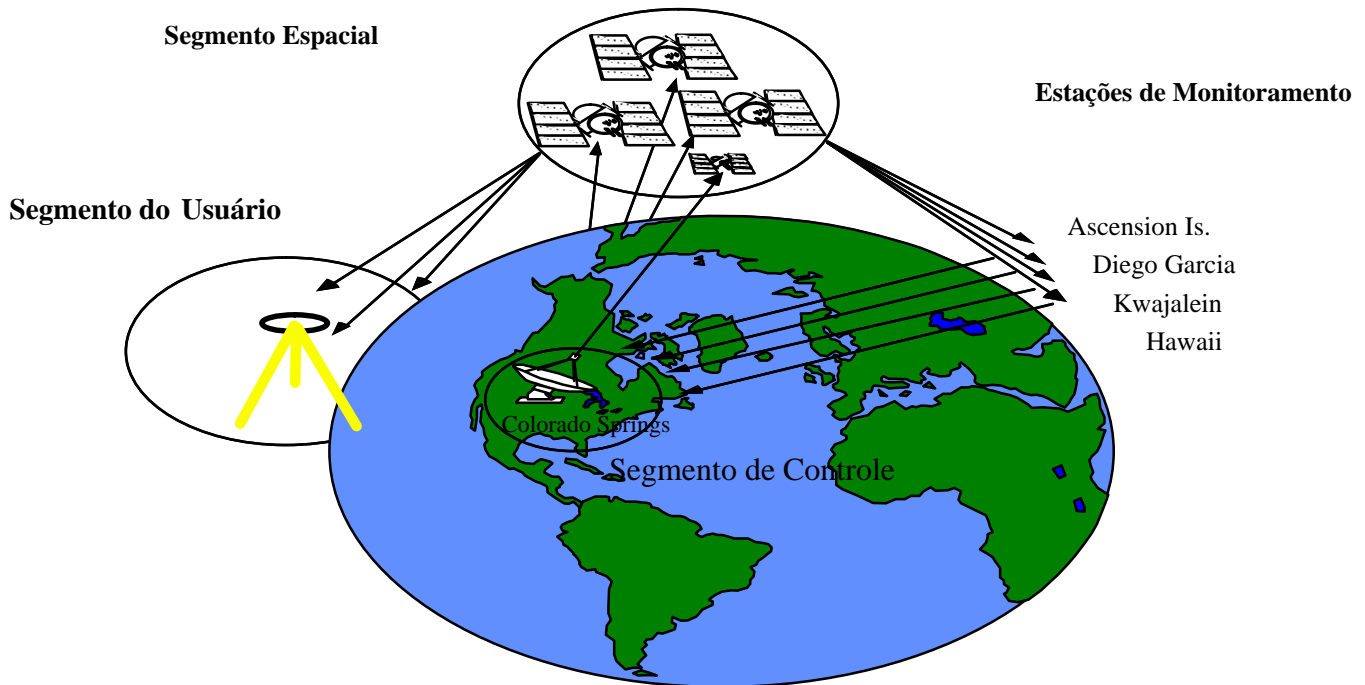 Segmento Espacial
Estações de Monitoramento
Segmento do Usuário
Ascension Is.
Diego Garcia
Kwajalein
Hawaii
Colorado Springs
Segmento de Controle